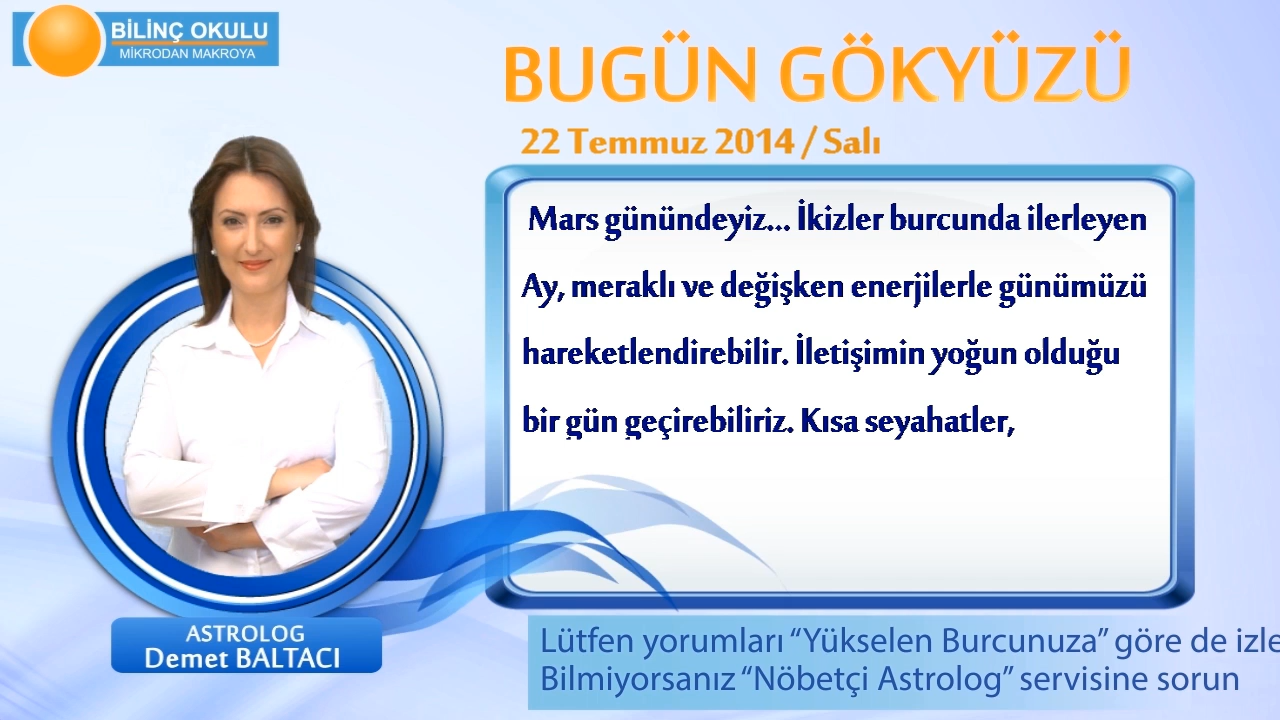 BİLİNÇ OKULU
MİKRODAN MAKROYA
BUGÜN GÖKYÜZÜ
22 Temmuz 2014 / Salı
Mars günündeyiz... İkizler burcunda ilerleyen
Ay, meraklı ve değişken enerjilerle günümüzü
hareketlendirebilir. İletişimin yoğun olduğu
bir gün geçirebiliriz. Kısa seyahatler,
ASTROLOG
Demet BALTACI
Lütfen yorumları “Yükselen Burcunuza” göre de izle
Bilmiyorsanız “Nöbetçi Astrolog” servisine sorun